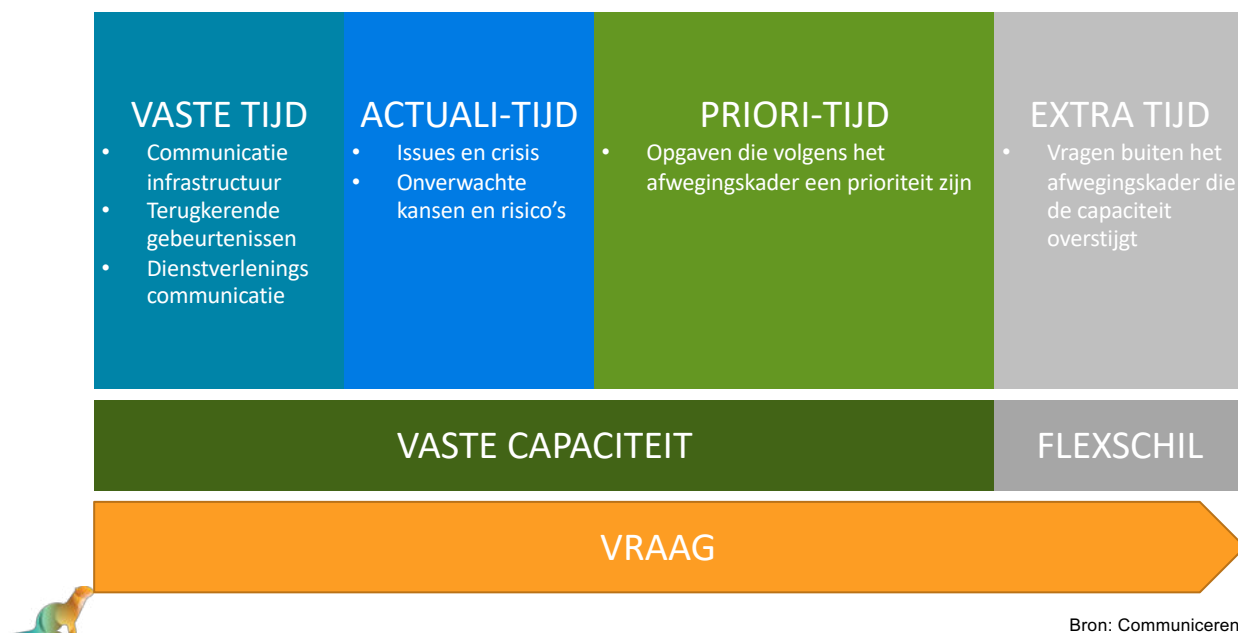 VASTE TIJD
• Communicatie
infrastructuur
• Terugkerende
gebeurtenissen
• Dienstverlenings
communicatie
ACTUALI-TIJD
• Issues en crisis
• Onverwachte
kansen en risico’s
PRIORI-TIJD
• Opgaven die volgens het
afwegingskader een prioriteit zijn
EXTRA TIJD
• Vragen buiten het
afwegingskader die
de capaciteit
overstijgt
VASTE CAPACITEIT
FLEXSCHIL
VRAAG
Bron: Communiceren